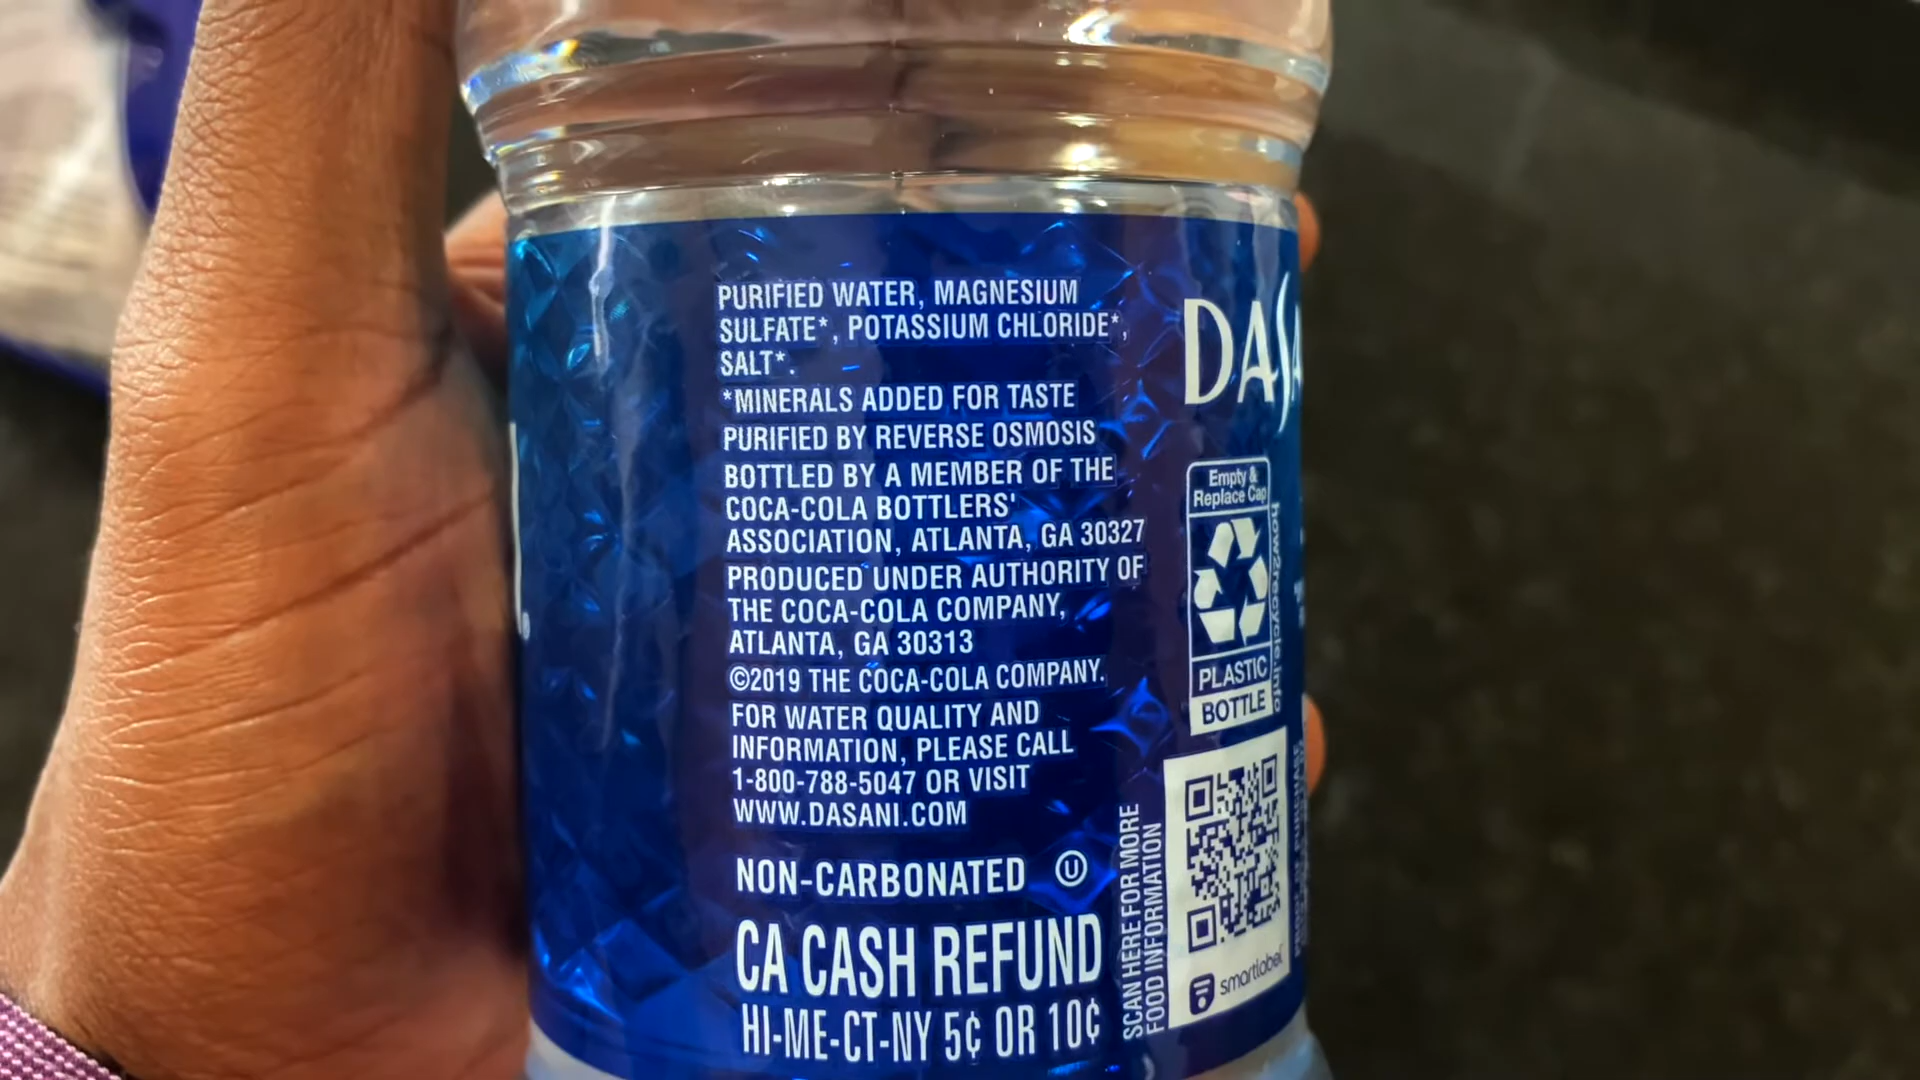 PURIFIED WATER, MAGNESIUM
SULFATE*, POTASSIUM CHLORIDE*,
SALT*.
*MINERALS ADDED FOR TASTE
PURIFIED BY REVERSE OSMOSIS
BOTTLED BY A MEMBER OF THE
COCA-COLA BOTTLERS'
ASSOCIATION, ATLANTA, GA 30327
PRODUCED UNDER AUTHORITY OF
THE COCA-COLA COMPANY,
ATLANTA, GA 30313
©2019 THE COCA-COLA COMPANY.
FOR WATER QUALITY AND
INFORMATION, PLEASE CALL
1-800-788-5047 OR VISIT
WWW.DASANI.COM
NON-CARBONATED Ⓤ
CA CASH REFUND
HI-ME-CT-NY 5¢ OR 10¢
DASA
Empty &
Replace Cap
how2recycle.info
PLASTIC
BOTTLE
SCAN HERE FOR MORE
FOOD INFORMATION
smartlabel